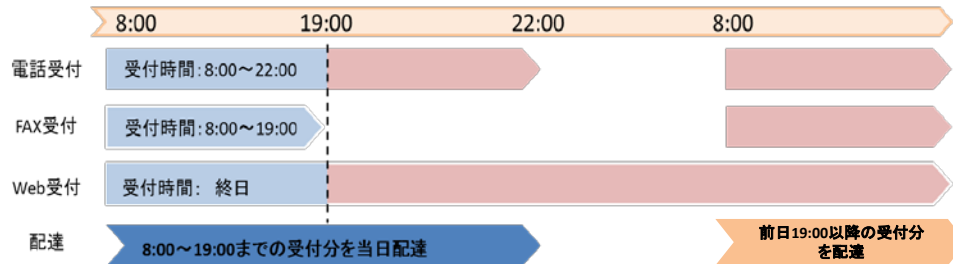 8:00 19:00 22:00 8:00
電話受付 受付時間:8:00～22:00
FAX受付 受付時間:8:00～19:00
Web受付 受付時間: 終日
配達 8:00～19:00までの受付分を当日配達
前日19:00以降の受付分
を配達